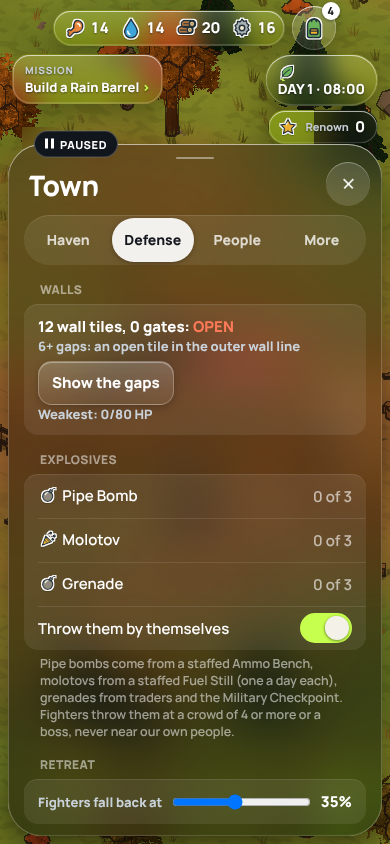 14 14 20 16 4
MISSION
Build a Rain Barrel ›
DAY 1 · 08:00
Renown 0
PAUSED
Town
Haven Defense People More
WALLS
12 wall tiles, 0 gates: OPEN
6+ gaps: an open tile in the outer wall line
Show the gaps
Weakest: 0/80 HP
EXPLOSIVES
Pipe Bomb 0 of 3
Molotov 0 of 3
Grenade 0 of 3
Throw them by themselves
Pipe bombs come from a staffed Ammo Bench,
molotovs from a staffed Fuel Still (one a day each),
grenades from traders and the Military Checkpoint.
Fighters throw them at a crowd of 4 or more or a
boss, never near our own people.
RETREAT
Fighters fall back at 35%